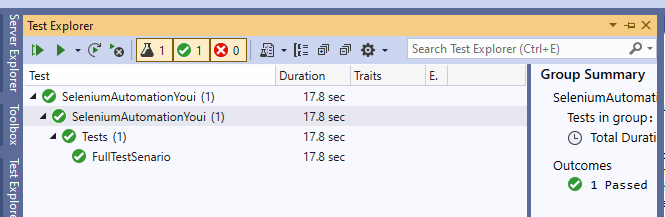 Test Explorer
1 1 0
Search Test Explorer (Ctrl+E)
Server Explorer
Toolbox
Test Explorer
Test Duration Traits E.
SeleniumAutomationYoui (1) 17.8 sec
SeleniumAutomationYoui (1) 17.8 sec
Tests (1) 17.8 sec
FullTestSenario 17.8 sec
Group Summary
SeleniumAutomati
Tests in group:
Total Durati
Outcomes
1 Passed